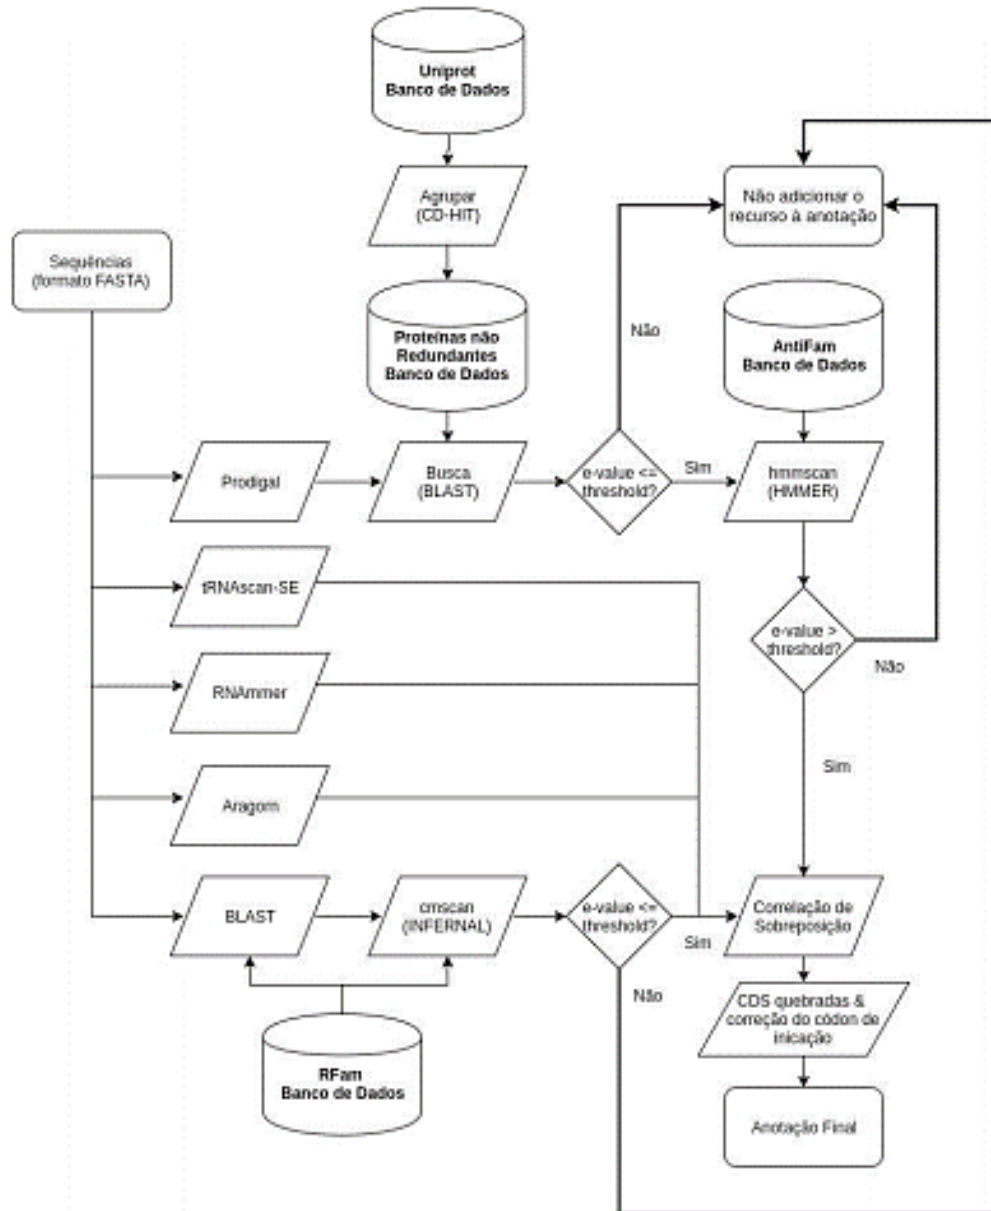 Uniprot
Banco de Dados
Agrupar
(CD-HIT)
Não adicionar o
recurso à anotação
Sequências
(formato FASTA)
Proteínas não
Redundantes
Banco de Dados
Não
AntiFam
Banco de Dados
Prodigal
Busca
(BLAST)
e-value <=
threshold?
Sim
hmmscan
(HMMER)
tRNAscan-SE
e-value >
threshold?
Não
RNAmmer
Sim
Aragorn
BLAST
cmscan
(INFERNAL)
e-value <=
threshold?
Sim
Correlação de
Sobreposição
Não
CDS quebradas &
correção do códon de
inicação
RFam
Banco de Dados
Anotação Final